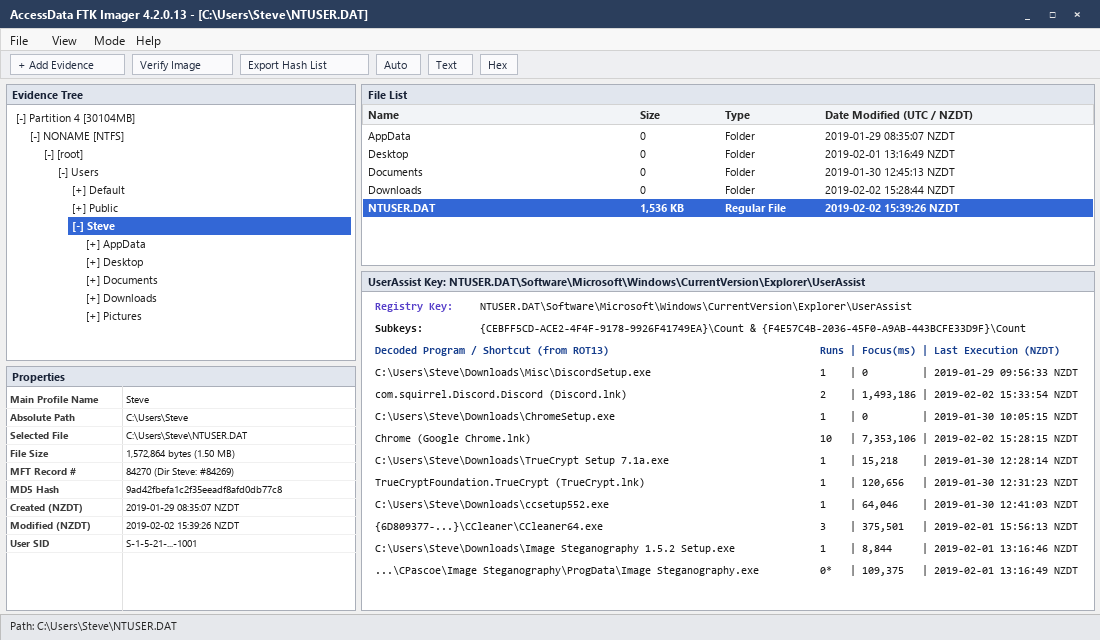 AccessData FTK Imager 4.2.0.13 - [C:\Users\Steve\NTUSER.DAT]
File View Mode Help
+ Add Evidence Verify Image Export Hash List Auto Text Hex
Evidence Tree
[-] Partition 4 [30104MB]
[-] NONAME [NTFS]
[-] [root]
[-] Users
[+] Default
[+] Public
[-] Steve
[+] AppData
[+] Desktop
[+] Documents
[+] Downloads
[+] Pictures
Properties
Main Profile Name Steve
Absolute Path C:\Users\Steve
Selected File C:\Users\Steve\NTUSER.DAT
File Size 1,572,864 bytes (1.50 MB)
MFT Record # 84270 (Dir Steve: #84269)
MD5 Hash 9ad42fbefa1c2f35eeadf8afd0db77c8
Created (NZDT) 2019-01-29 08:35:07 NZDT
Modified (NZDT) 2019-02-02 15:39:26 NZDT
User SID S-1-5-21-...-1001
File List
Name Size Type Date Modified (UTC / NZDT)
AppData 0 Folder 2019-01-29 08:35:07 NZDT
Desktop 0 Folder 2019-02-01 13:16:49 NZDT
Documents 0 Folder 2019-01-30 12:45:13 NZDT
Downloads 0 Folder 2019-02-02 15:28:44 NZDT
NTUSER.DAT 1,536 KB Regular File 2019-02-02 15:39:26 NZDT
UserAssist Key: NTUSER.DAT\Software\Microsoft\Windows\CurrentVersion\Explorer\UserAssist
Registry Key: NTUSER.DAT\Software\Microsoft\Windows\CurrentVersion\Explorer\UserAssist
Subkeys: {CEBFF5CD-ACE2-4F4F-9178-9926F41749EA}\Count & {F4E57C4B-2036-45F0-A9AB-443BCFE33D9F}\Count
Decoded Program / Shortcut (from ROT13) Runs | Focus(ms) | Last Execution (NZDT)
C:\Users\Steve\Downloads\Misc\DiscordSetup.exe 1 | 0 | 2019-01-29 09:56:33 NZDT
com.squirrel.Discord.Discord (Discord.lnk) 2 | 1,493,186 | 2019-02-02 15:33:54 NZDT
C:\Users\Steve\Downloads\ChromeSetup.exe 1 | 0 | 2019-01-30 10:05:15 NZDT
Chrome (Google Chrome.lnk) 10 | 7,353,106 | 2019-02-02 15:28:15 NZDT
C:\Users\Steve\Downloads\TrueCrypt Setup 7.1a.exe 1 | 15,218 | 2019-01-30 12:28:14 NZDT
TrueCryptFoundation.TrueCrypt (TrueCrypt.lnk) 1 | 120,656 | 2019-01-30 12:31:23 NZDT
C:\Users\Steve\Downloads\ccsetup552.exe 1 | 64,046 | 2019-01-30 12:41:03 NZDT
{6D809377-...}\CCleaner\CCleaner64.exe 3 | 375,501 | 2019-02-01 15:56:13 NZDT
C:\Users\Steve\Downloads\Image Steganography 1.5.2 Setup.exe 1 | 8,844 | 2019-02-01 13:16:46 NZDT
...\CPascoe\Image Steganography\ProgData\Image Steganography.exe 0* | 109,375 | 2019-02-01 13:16:49 NZDT
Path: C:\Users\Steve\NTUSER.DAT